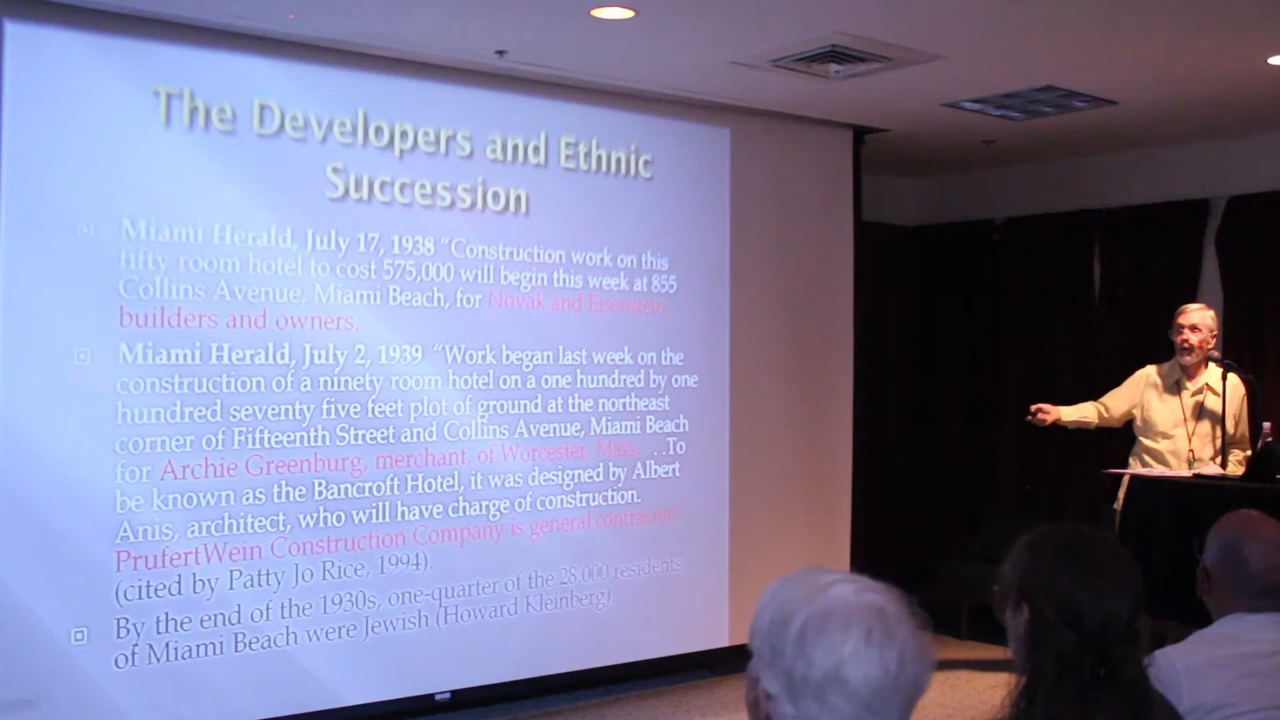 The Developers and Ethnic
Succession
Miami Herald, July 17, 1938 "Construction work on this
fifty room hotel to cost 575,000 will begin this week at 855
Collins Avenue, Miami Beach, for Novak and Eisenstein,
builders and owners.
Miami Herald, July 2, 1939 "Work began last week on the
construction of a ninety room hotel on a one hundred by one
hundred seventy five feet plot of ground at the northeast
corner of Fifteenth Street and Collins Avenue, Miami Beach
for Archie Greenburg, merchant, of Worcester, Mass. . . .To
be known as the Bancroft Hotel, it was designed by Albert
Anis, architect, who will have charge of construction.
PrufertWein Construction Company is general contractor"
(cited by Patty Jo Rice, 1994).
By the end of the 1930s, one-quarter of the 28,000 residents
of Miami Beach were Jewish (Howard Kleinberg).